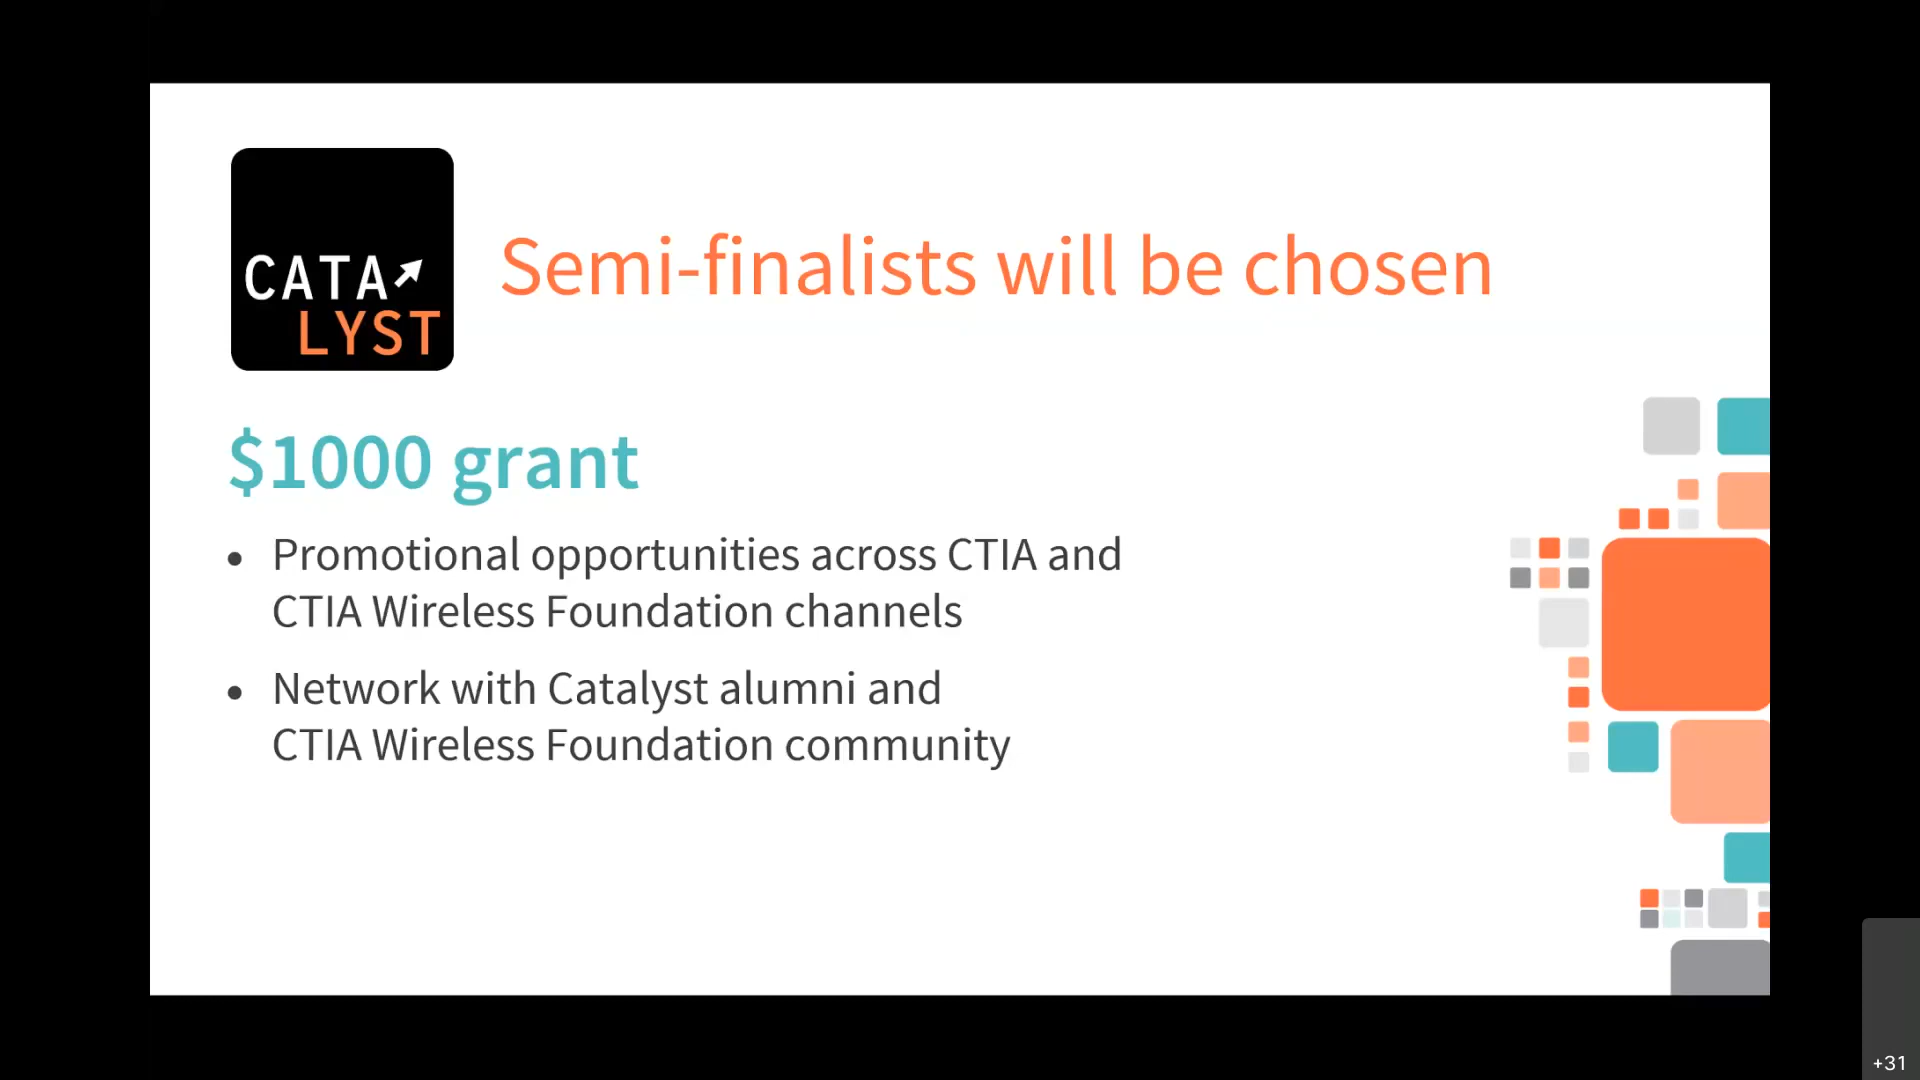 CATA
LYST
Semi-finalists will be chosen
$1000 grant
• Promotional opportunities across CTIA and
CTIA Wireless Foundation channels
• Network with Catalyst alumni and
CTIA Wireless Foundation community
+31